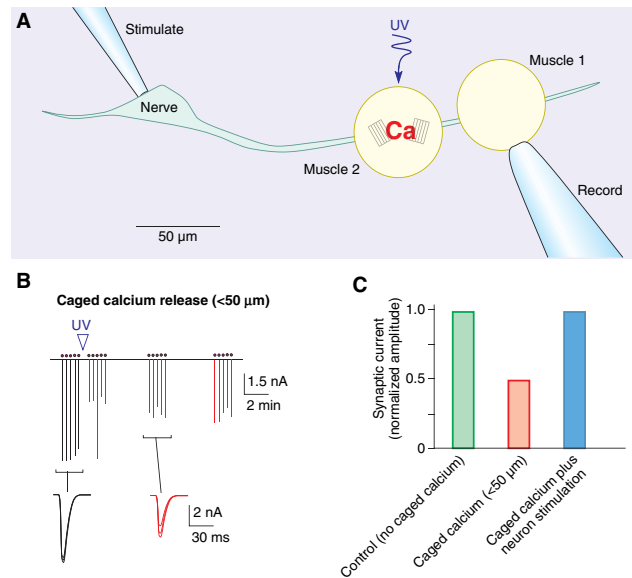 A
Stimulate
UV
Muscle 1
Nerve
Ca
Muscle 2
Record
50 µm
B
Caged calcium release (<50 µm)
UV
1.5 nA
2 min
2 nA
30 ms
C
Synaptic current
(normalized amplitude)
1.0
0.5
0
Control (no caged calcium)
Caged calcium (<50 µm)
Caged calcium plus
neuron stimulation